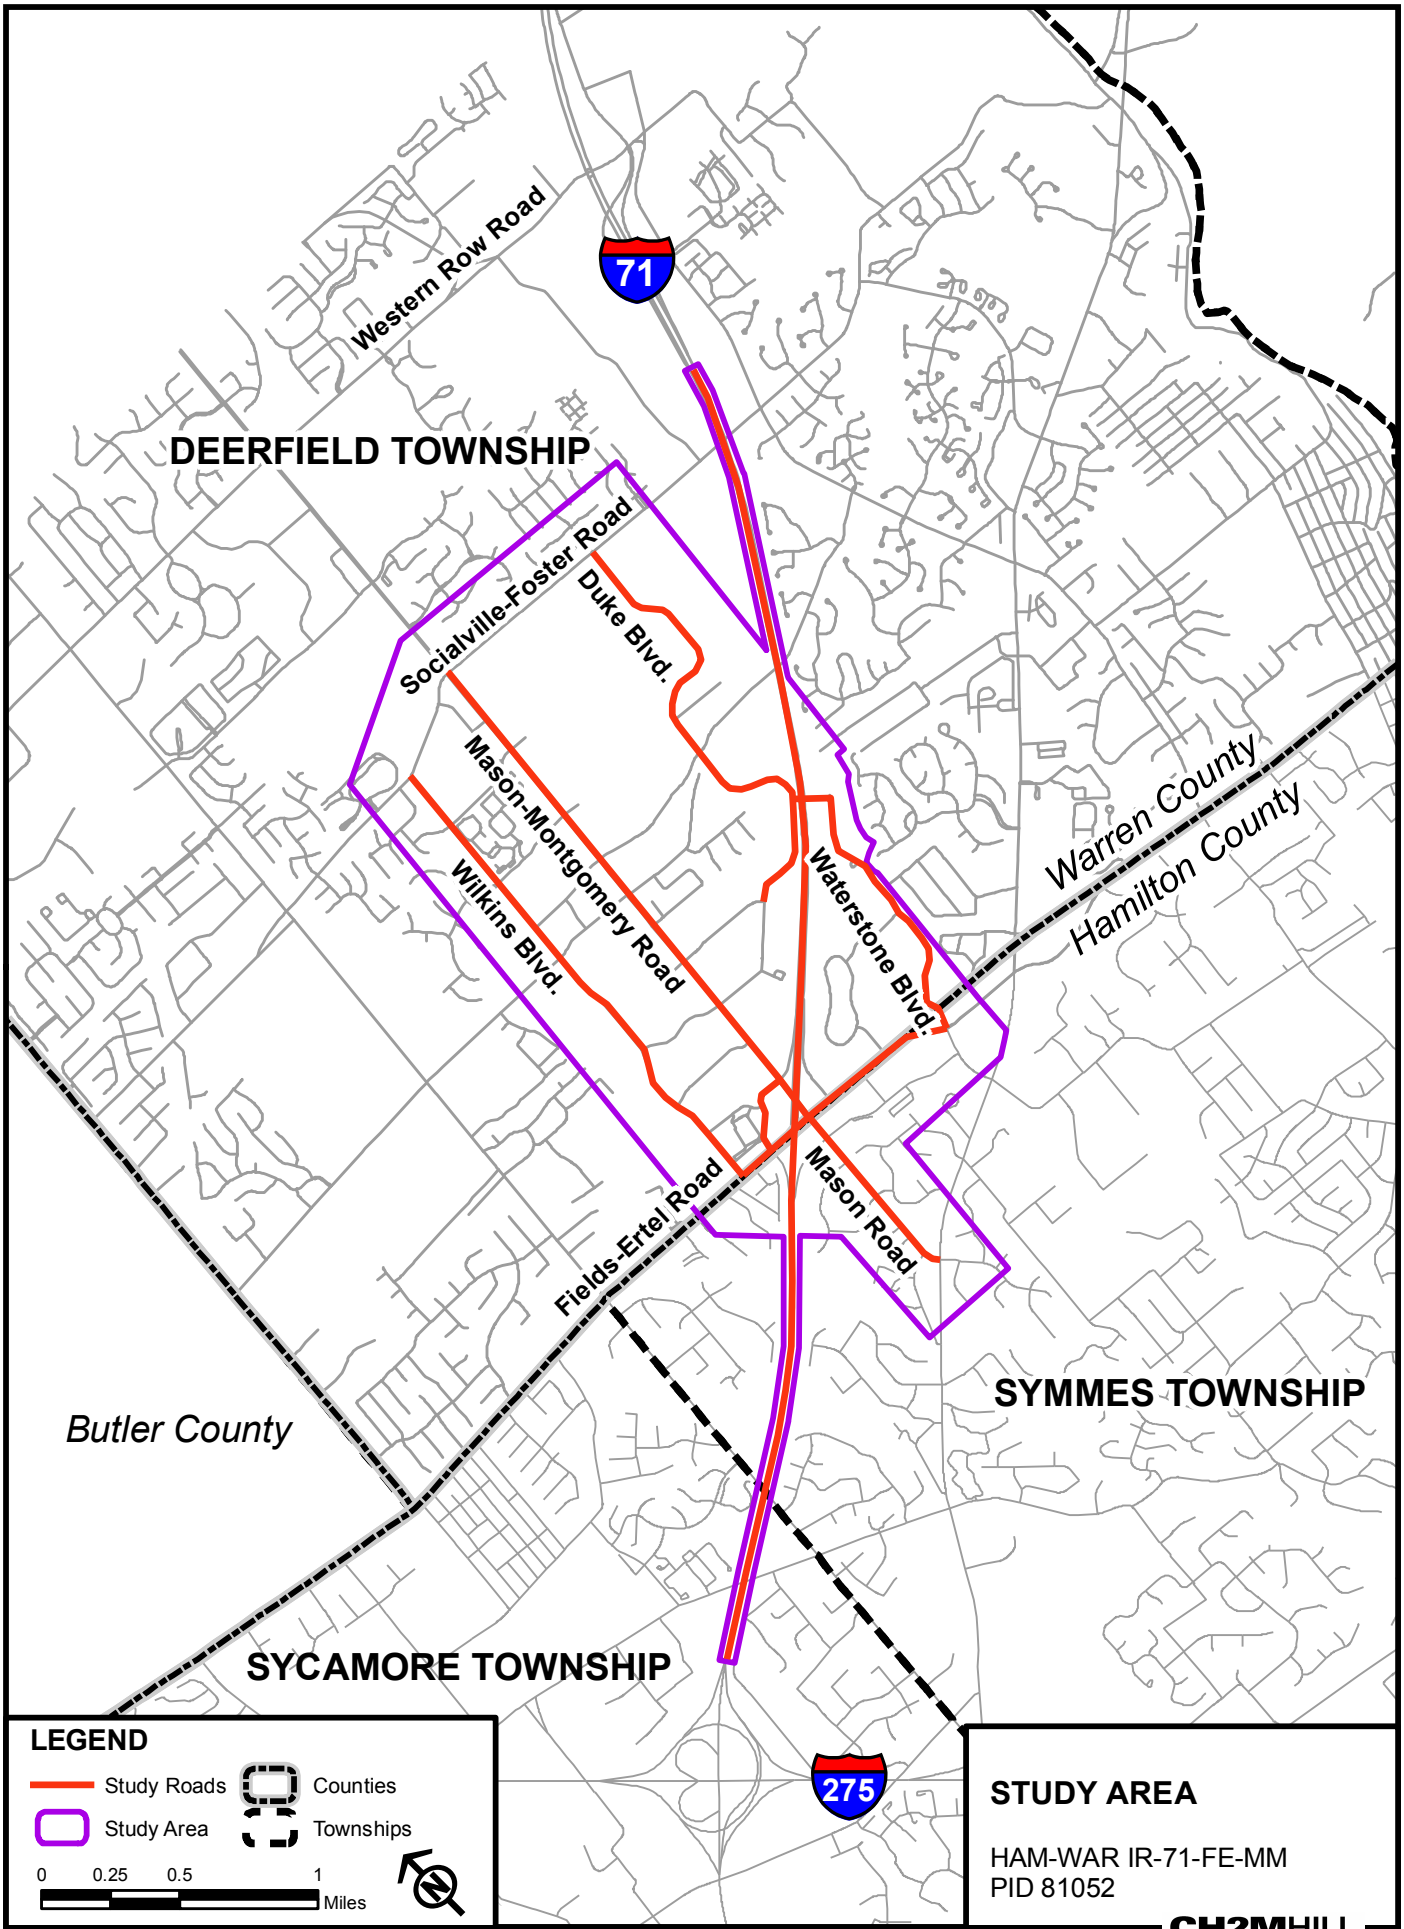 Western Row Road
71
DEERFIELD TOWNSHIP
Socialville-Foster Road
Duke Blvd.
Mason-Montgomery Road
Wilkins Blvd.
Waterstone Blvd.
Warren County
Hamilton County
Mason Road
Fields-Ertel Road
SYMMES TOWNSHIP
Butler County
SYCAMORE TOWNSHIP
275
LEGEND
Study Roads
Counties
Study Area
Townships
0 0.25 0.5 1
Miles
N
STUDY AREA
HAM-WAR IR-71-FE-MM
PID 81052
CH2MHILL